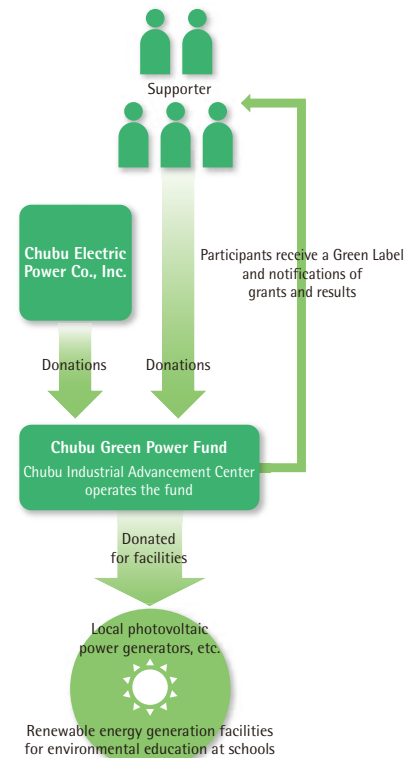 Supporter
Chubu Electric
Power Co., Inc.
Participants receive a Green Label
and notifications of
grants and results
Donations
Donations
Chubu Green Power Fund
Chubu Industrial Advancement Center
operates the fund
Donated
for facilities
Local photovoltaic
power generators, etc.
Renewable energy generation facilities
for environmental education at schools